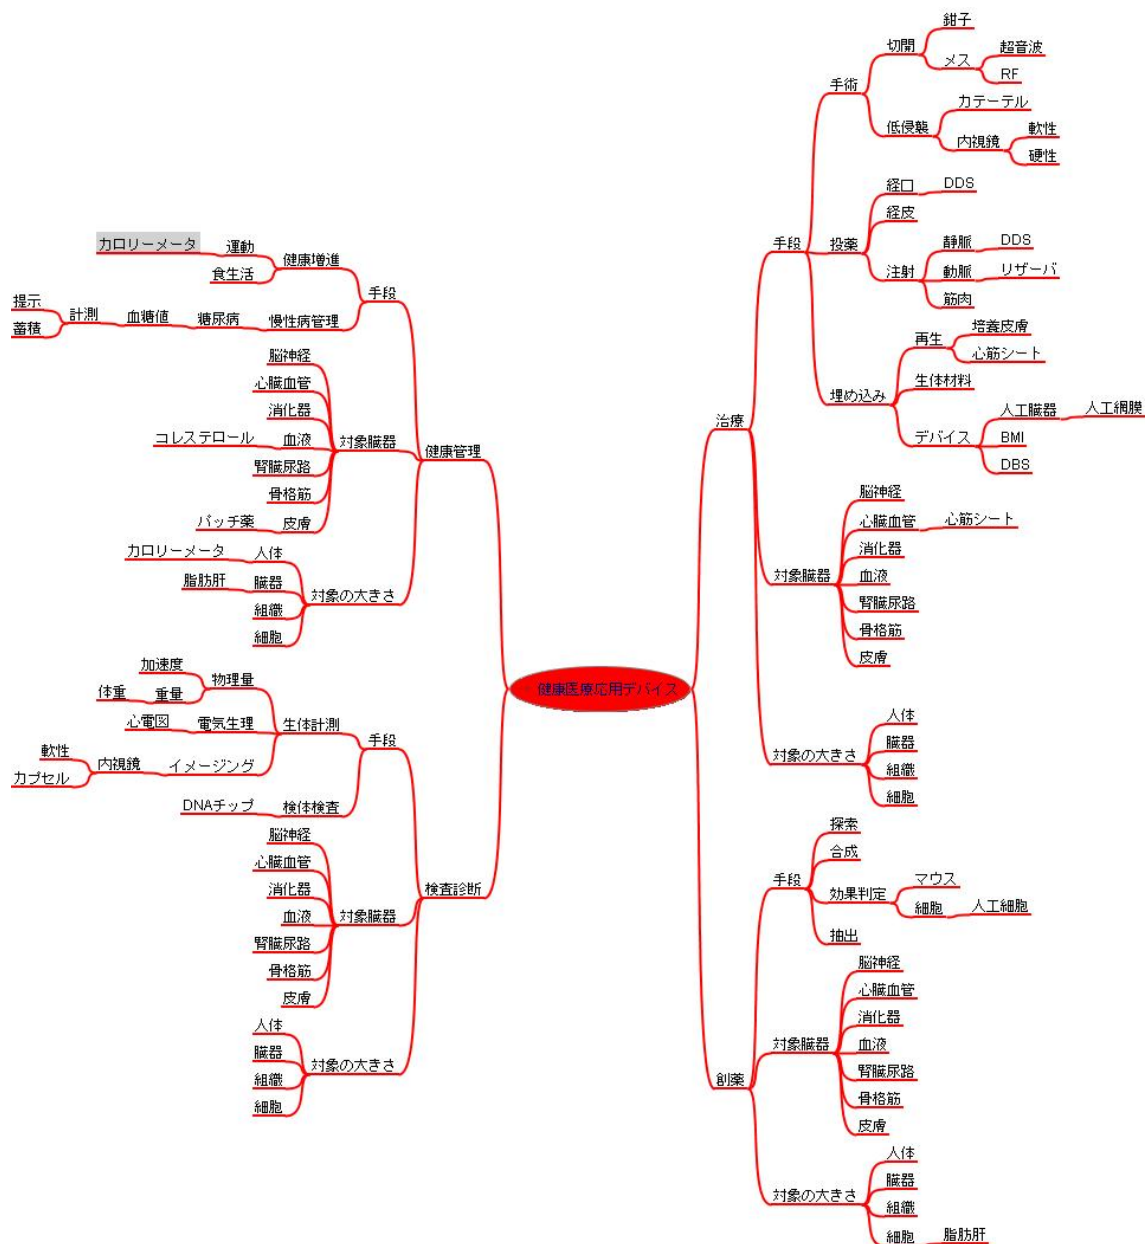 健康医療応用デバイス
治療
手段
手術
切開
鉗子
メス
超音波
RF
低侵襲
カテーテル
内視鏡
軟性
硬性
投薬
経口
DDS
経皮
注射
静脈
DDS
動脈
リザーバ
筋肉
埋め込み
再生
培養皮膚
心筋シート
生体材料
デバイス
人工臓器
人工網膜
BMI
DBS
対象臓器
脳神経
心臓血管
心筋シート
消化器
血液
腎臓尿路
骨格筋
皮膚
対象の大きさ
人体
臓器
組織
細胞
創薬
手段
探索
合成
効果判定
マウス
細胞
人工細胞
抽出
対象臓器
脳神経
心臓血管
消化器
血液
腎臓尿路
骨格筋
皮膚
対象の大きさ
人体
臓器
組織
細胞
脂肪肝
健康管理
手段
健康増進
運動
カロリーメータ
食生活
慢性病管理
糖尿病
血糖値
計測
提示
蓄積
対象臓器
脳神経
心臓血管
消化器
血液
コレステロール
腎臓尿路
骨格筋
皮膚
パッチ薬
対象の大きさ
人体
カロリーメータ
臓器
脂肪肝
組織
細胞
検査診断
手段
生体計測
物理量
加速度
重量
体重
電気生理
心電図
イメージング
内視鏡
軟性
カプセル
検体検査
DNAチップ
対象臓器
脳神経
心臓血管
消化器
血液
腎臓尿路
骨格筋
皮膚
対象の大きさ
人体
臓器
組織
細胞